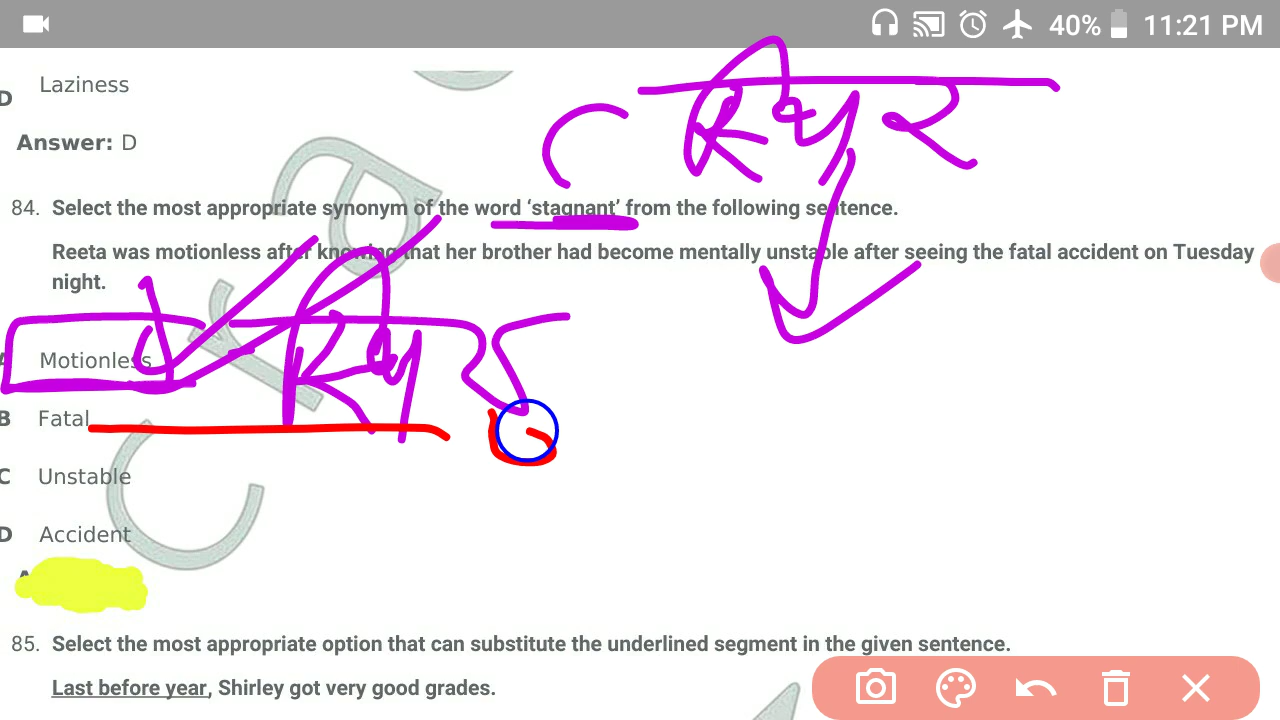 40% 11:21 PM
D Laziness
Answer: D
84. Select the most appropriate synonym of the word ‘stagnant’ from the following sentence.
Reeta was motionless after knowing that her brother had become mentally unstable after seeing the fatal accident on Tuesday
night.
A Motionless
B Fatal
C Unstable
D Accident
85. Select the most appropriate option that can substitute the underlined segment in the given sentence.
Last before year, Shirley got very good grades.